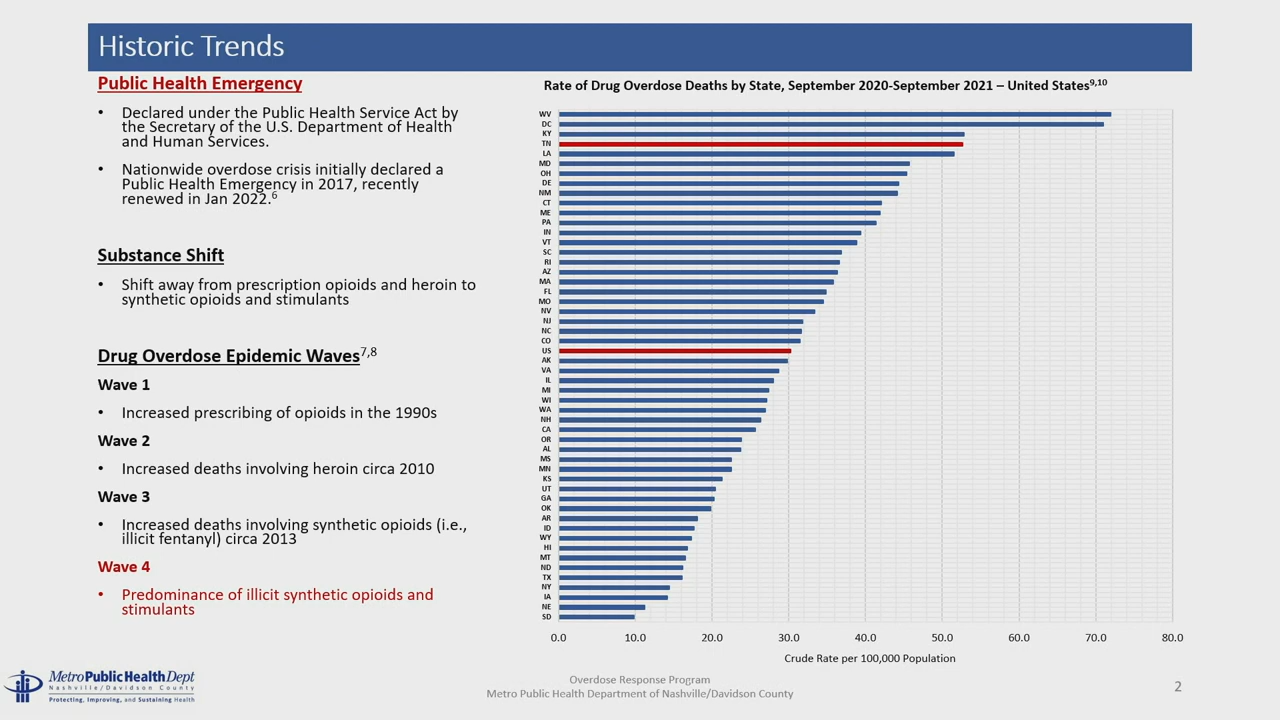 Historic Trends
Public Health Emergency
• Declared under the Public Health Service Act by
the Secretary of the U.S. Department of Health
and Human Services.
• Nationwide overdose crisis initially declared a
Public Health Emergency in 2017, recently
renewed in Jan 2022.6
Substance Shift
• Shift away from prescription opioids and heroin to
synthetic opioids and stimulants
Drug Overdose Epidemic Waves7,8
Wave 1
• Increased prescribing of opioids in the 1990s
Wave 2
• Increased deaths involving heroin circa 2010
Wave 3
• Increased deaths involving synthetic opioids (i.e.,
illicit fentanyl) circa 2013
Wave 4
• Predominance of illicit synthetic opioids and
stimulants
Rate of Drug Overdose Deaths by State, September 2020-September 2021 – United States9,10
WV
DC
KY
TN
LA
MD
OH
DE
NM
CT
ME
PA
IN
VT
SC
RI
AZ
MA
FL
MO
NV
NJ
NC
CO
US
AK
VA
IL
MI
WI
WA
NH
CA
OR
AL
MS
MN
KS
UT
GA
OK
AR
ID
WY
HI
MT
ND
TX
NY
IA
NE
SD
0.0 10.0 20.0 30.0 40.0 50.0 60.0 70.0 80.0
Crude Rate per 100,000 Population
Metro Public Health Dept
Nashville/Davidson County
Protecting, Improving, and Sustaining Health
Overdose Response Program
Metro Public Health Department of Nashville/Davidson County
2